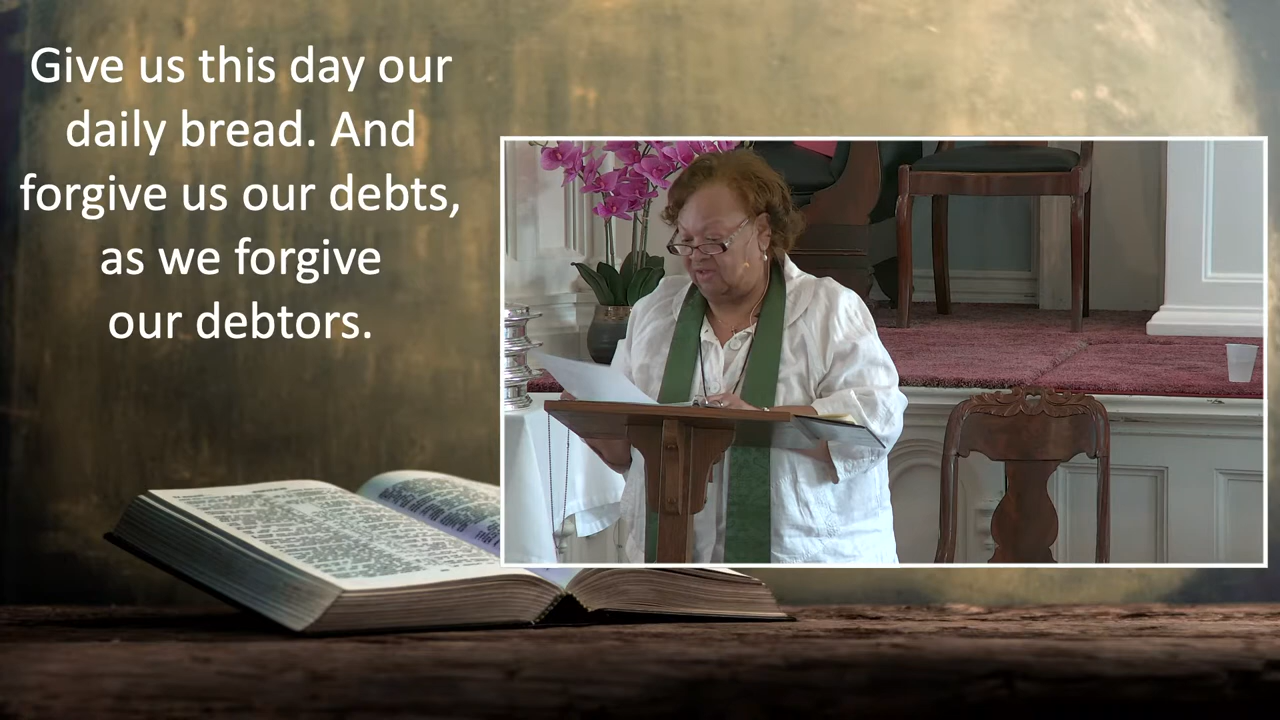 Give us this day our
daily bread. And
forgive us our debts,
as we forgive
our debtors.